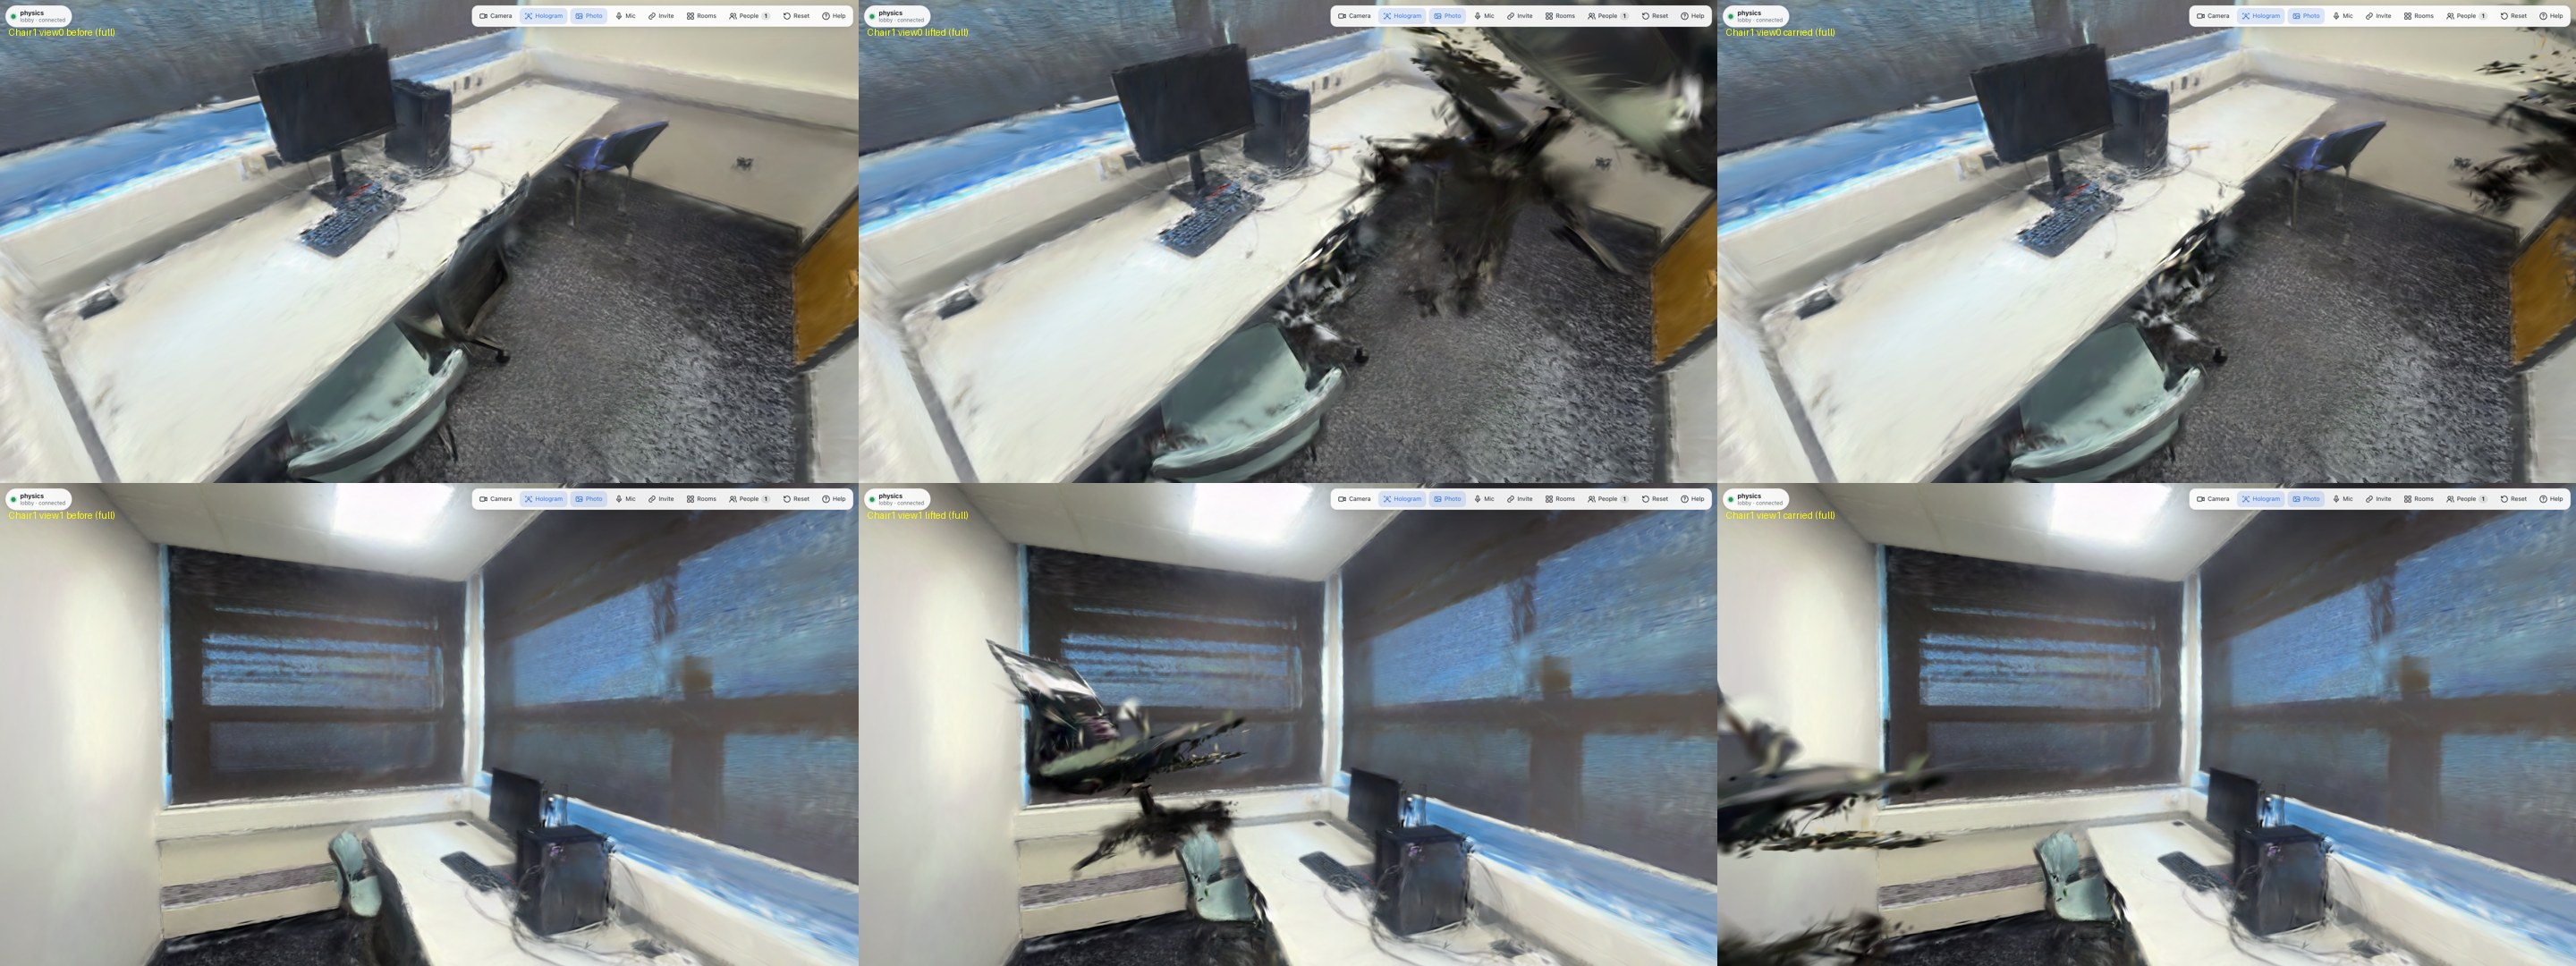 physics
lobby · connected
Camera Hologram Photo Mic Invite Rooms People 1 Reset Help
Chair1 view0 before (full)
physics
lobby · connected
Camera Hologram Photo Mic Invite Rooms People 1 Reset Help
Chair1 view0 lifted (full)
physics
lobby · connected
Camera Hologram Photo Mic Invite Rooms People 1 Reset Help
Chair1 view0 carried (full)
physics
lobby · connected
Camera Hologram Photo Mic Invite Rooms People 1 Reset Help
Chair1 view1 before (full)
physics
lobby · connected
Camera Hologram Photo Mic Invite Rooms People 1 Reset Help
Chair1 view1 lifted (full)
physics
lobby · connected
Camera Hologram Photo Mic Invite Rooms People 1 Reset Help
Chair1 view1 carried (full)